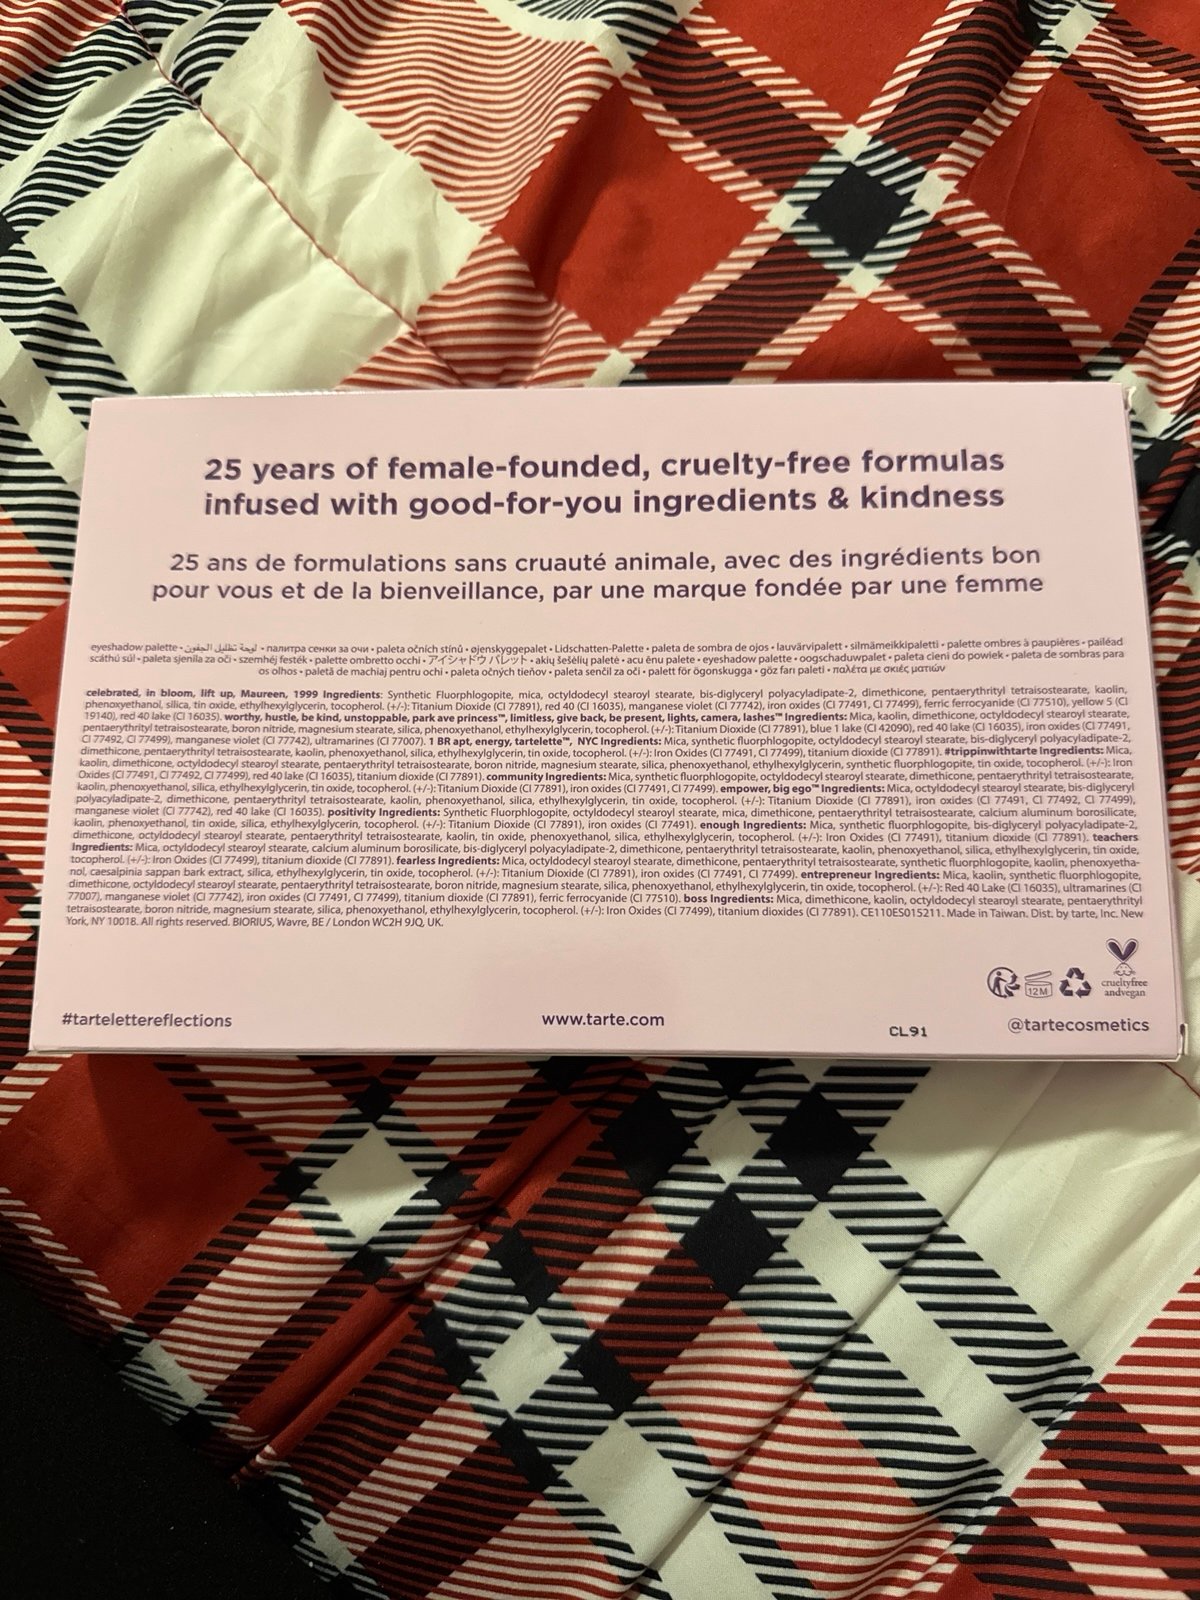 25 years of female-founded, cruelty-free formulas
infused with good-for-you ingredients & kindness
25 ans de formulations sans cruauté animale, avec des ingrédients bon
pour vous et de la bienveillance, par une marque fondée par une femme
eyeshadow palette • لوحة تظليل الجفون • палитра сенки за очи • paleta očních stínů • øjenskyggepalet • Lidschatten-Palette • paleta de sombra de ojos • lauvärvipalett • silmämeikkipaletti • palette ombres à paupières • pailéad
scáthú súl • paleta sjenila za oči • szemhéj festék • palette ombretto occhi • アイシャドウ パレット • akių šešėlių paletė • acu ēnu palete • eyeshadow palette • oogschaduwpalet • paleta cieni do powiek • paleta de sombras para
os olhos • paletă de machiaj pentru ochi • paleta očných tieňov • paleta senčil za oči • palett för ögonskugga • göz farı paleti • παλέτα με σκιές ματιών
celebrated, in bloom, lift up, Maureen, 1999 Ingredients: Synthetic Fluorphlogopite, mica, octyldodecyl stearoyl stearate, bis-diglyceryl polyacyladipate-2, dimethicone, pentaerythrityl tetraisostearate, kaolin,
phenoxyethanol, silica, tin oxide, ethylhexylglycerin, tocopherol. (+/-): Titanium Dioxide (CI 77891), red 40 (CI 16035), manganese violet (CI 77742), iron oxides (CI 77491, CI 77499), ferric ferrocyanide (CI 77510), yellow 5 (CI
19140), red 40 lake (CI 16035). worthy, hustle, be kind, unstoppable, park ave princess™, limitless, give back, be present, lights, camera, lashes™ Ingredients: Mica, kaolin, dimethicone, octyldodecyl stearoyl stearate,
pentaerythrityl tetraisostearate, boron nitride, magnesium stearate, silica, phenoxyethanol, ethylhexylglycerin, tocopherol. (+/-): Titanium Dioxide (CI 77891), blue 1 lake (CI 42090), red 40 lake (CI 16035), iron oxides (CI 77491,
CI 77492, CI 77499), manganese violet (CI 77742), ultramarines (CI 77007). 1 BR apt, energy, tartelette™, NYC Ingredients: Mica, synthetic fluorphlogopite, octyldodecyl stearoyl stearate, bis-diglyceryl polyacyladipate-2,
dimethicone, pentaerythrityl tetraisostearate, kaolin, phenoxyethanol, silica, ethylhexylglycerin, tin oxide, tocopherol. (+/-): Iron Oxides (CI 77491, CI 77499), titanium dioxide (CI 77891). #trippinwithtarte Ingredients: Mica,
kaolin, dimethicone, octyldodecyl stearoyl stearate, pentaerythrityl tetraisostearate, boron nitride, magnesium stearate, silica, phenoxyethanol, ethylhexylglycerin, synthetic fluorphlogopite, tin oxide, tocopherol. (+/-): Iron
Oxides (CI 77491, CI 77492, CI 77499), red 40 lake (CI 16035), titanium dioxide (CI 77891). community Ingredients: Mica, synthetic fluorphlogopite, octyldodecyl stearoyl stearate, dimethicone, pentaerythrityl tetraisostearate,
kaolin, phenoxyethanol, silica, ethylhexylglycerin, tin oxide, tocopherol. (+/-): Titanium Dioxide (CI 77891), iron oxides (CI 77491, CI 77499). empower, big ego™ Ingredients: Mica, octyldodecyl stearoyl stearate, bis-diglyceryl
polyacyladipate-2, dimethicone, pentaerythrityl tetraisostearate, kaolin, phenoxyethanol, silica, ethylhexylglycerin, tin oxide, tocopherol. (+/-): Titanium Dioxide (CI 77891), iron oxides (CI 77491, CI 77492, CI 77499),
manganese violet (CI 77742), red 40 lake (CI 16035). positivity Ingredients: Synthetic Fluorphlogopite, octyldodecyl stearoyl stearate, mica, dimethicone, pentaerythrityl tetraisostearate, calcium aluminum borosilicate,
kaolin, phenoxyethanol, tin oxide, silica, ethylhexylglycerin, tocopherol. (+/-): Titanium Dioxide (CI 77891), iron oxides (CI 77491). enough Ingredients: Mica, synthetic fluorphlogopite, bis-diglyceryl polyacyladipate-2,
dimethicone, octyldodecyl stearoyl stearate, pentaerythrityl tetraisostearate, kaolin, tin oxide, phenoxyethanol, silica, ethylhexylglycerin, tocopherol. (+/-): Titanium Dioxide (CI 77891), iron oxides (CI 77491). teachers
Ingredients: Mica, octyldodecyl stearoyl stearate, calcium aluminum borosilicate, bis-diglyceryl polyacyladipate-2, dimethicone, pentaerythrityl tetraisostearate, kaolin, phenoxyethanol, silica, ethylhexylglycerin, tin oxide,
tocopherol. (+/-): Iron Oxides (CI 77499), titanium dioxide (CI 77891). fearless Ingredients: Mica, octyldodecyl stearoyl stearate, dimethicone, pentaerythrityl tetraisostearate, synthetic fluorphlogopite, kaolin, phenoxyetha-
nol, caesalpinia sappan bark extract, silica, ethylhexylglycerin, tin oxide, tocopherol. (+/-): Titanium Dioxide (CI 77891), iron oxides (CI 77491, CI 77499). entrepreneur Ingredients: Mica, kaolin, synthetic fluorphlogopite,
dimethicone, octyldodecyl stearoyl stearate, pentaerythrityl tetraisostearate, boron nitride, magnesium stearate, silica, phenoxyethanol, ethylhexylglycerin, tin oxide, tocopherol. (+/-): Red 40 Lake (CI 16035), ultramarines (CI
77007), manganese violet (CI 77742), iron oxides (CI 77491, CI 77499), titanium dioxide (CI 77891), ferric ferrocyanide (CI 77510). boss Ingredients: Mica, dimethicone, kaolin, octyldodecyl stearoyl stearate, pentaerythrityl
tetraisostearate, boron nitride, magnesium stearate, silica, phenoxyethanol, ethylhexylglycerin, tocopherol. (+/-): Iron Oxides (CI 77499), titanium dioxides (CI 77891). CE110ES015211. Made in Taiwan. Dist. by tarte, Inc. New
York, NY 10018. All rights reserved. BIORIUS, Wavre, BE / London WC2H 9JQ, UK.
12M
crueltyfree
andvegan
#tartelettereflections
www.tarte.com
CL91
@tartecosmetics